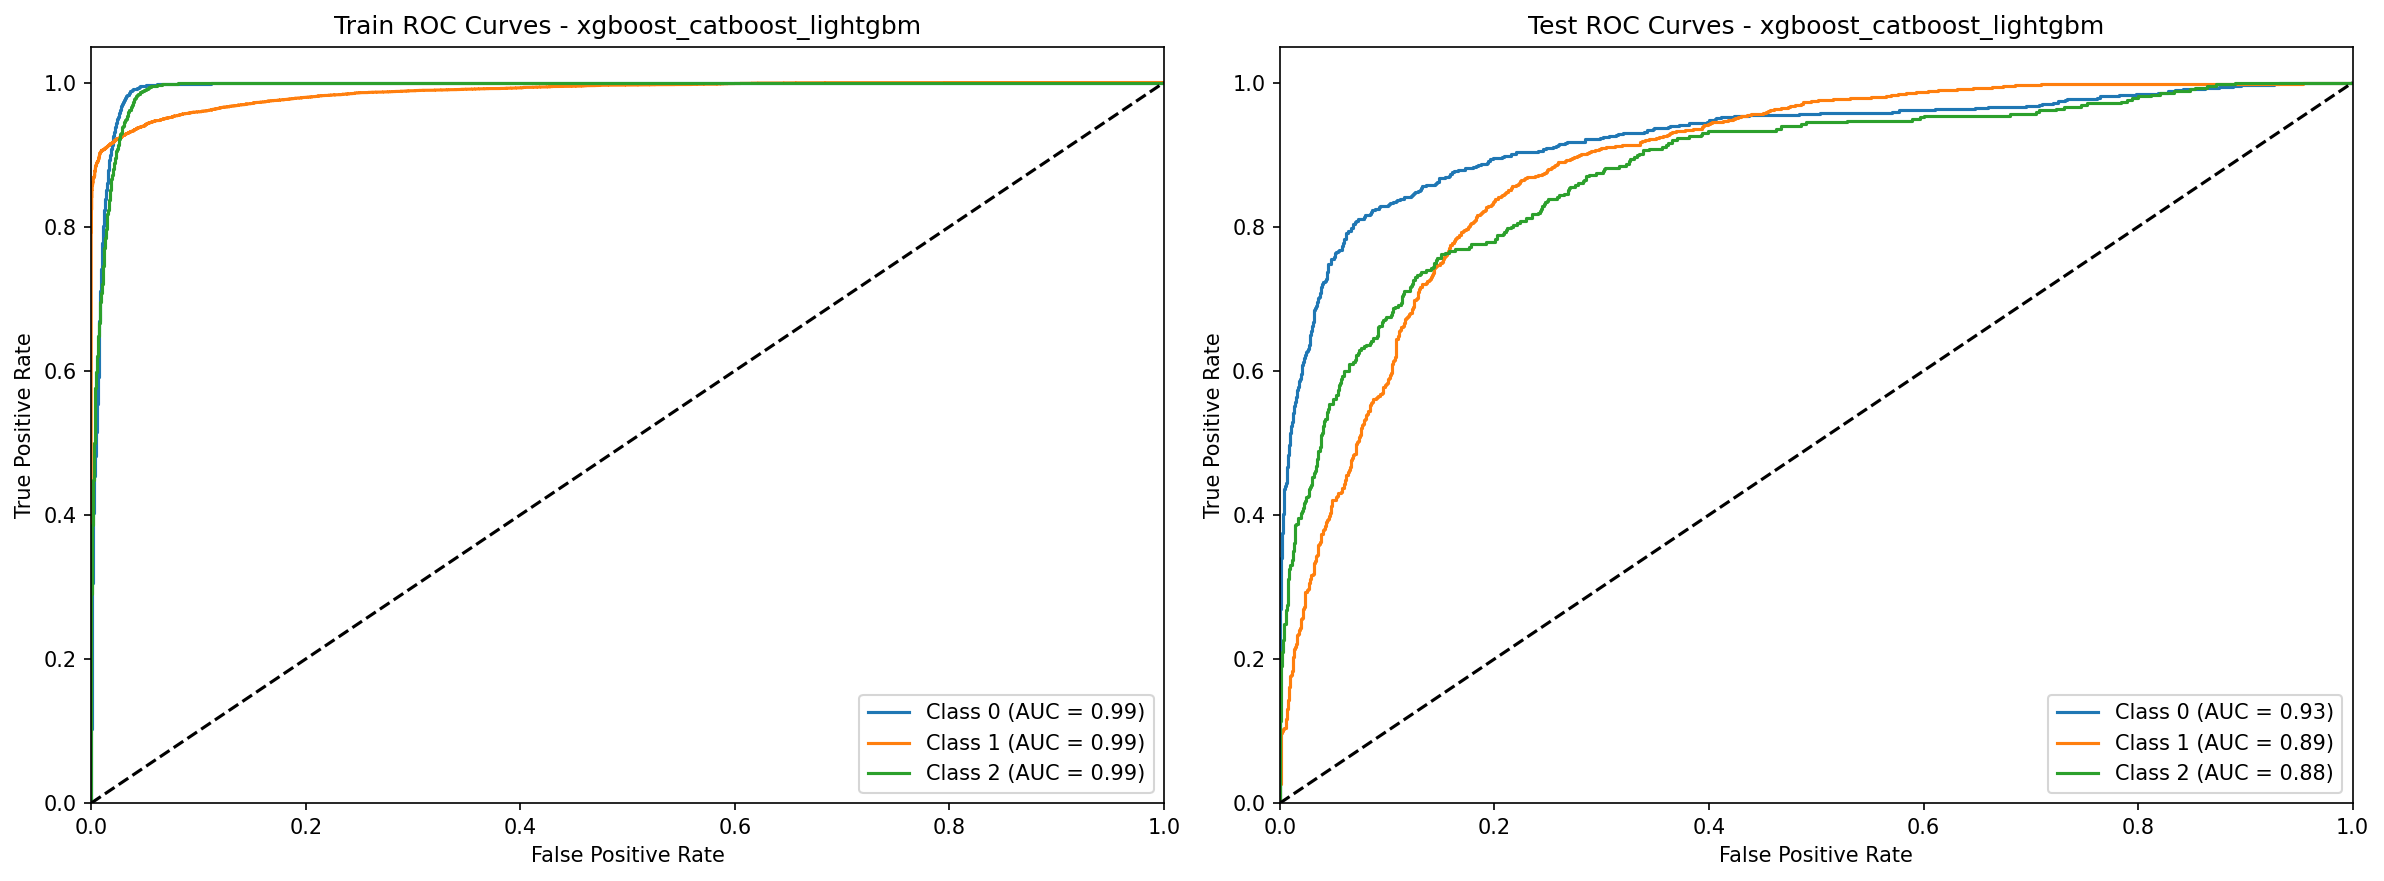 Train ROC Curves - xgboost_catboost_lightgbm
True Positive Rate
1.0
0.8
0.6
0.4
0.2
0.0
Class 0 (AUC = 0.99)
Class 1 (AUC = 0.99)
Class 2 (AUC = 0.99)
0.0 0.2 0.4 0.6 0.8 1.0
False Positive Rate
Test ROC Curves - xgboost_catboost_lightgbm
True Positive Rate
1.0
0.8
0.6
0.4
0.2
0.0
Class 0 (AUC = 0.93)
Class 1 (AUC = 0.89)
Class 2 (AUC = 0.88)
0.0 0.2 0.4 0.6 0.8 1.0
False Positive Rate